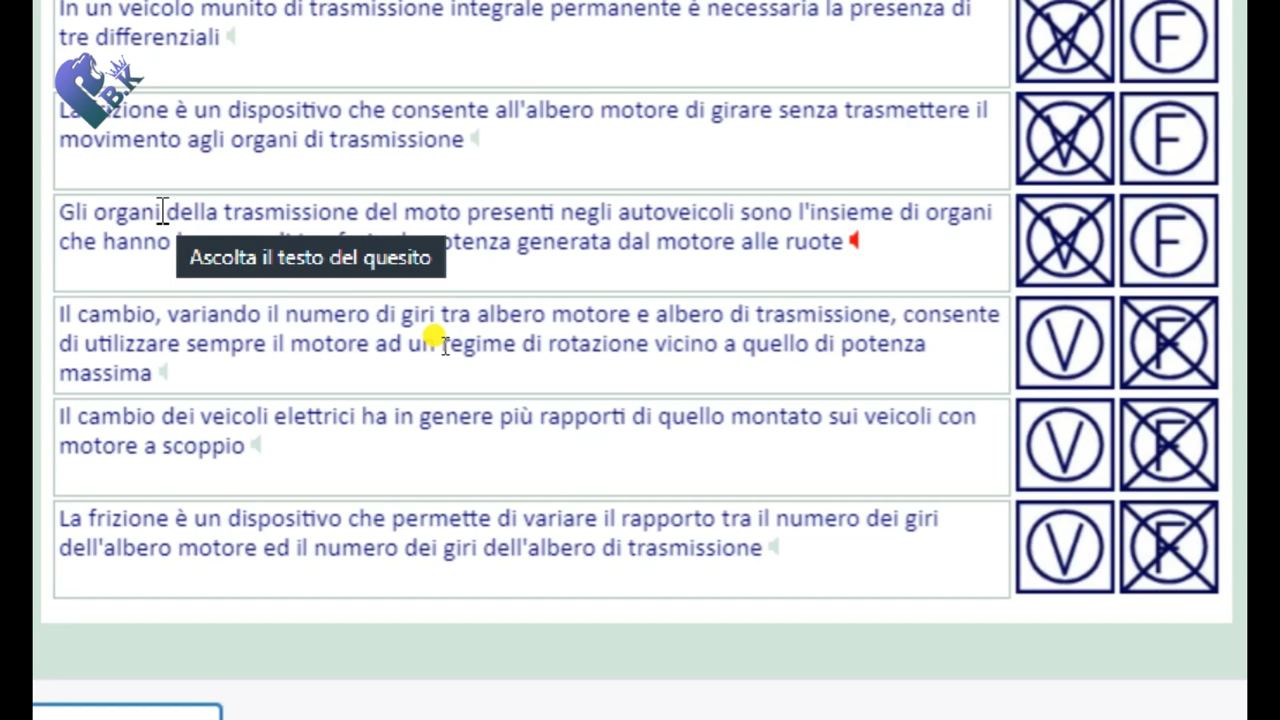 In un veicolo munito di trasmissione integrale permanente è necessaria la presenza di
tre differenziali
V F
B.K
La frizione è un dispositivo che consente all'albero motore di girare senza trasmettere il
movimento agli organi di trasmissione
V F
Gli organi della trasmissione del moto presenti negli autoveicoli sono l'insieme di organi
che hanno generata dal motore alle ruote
Ascolta il testo del quesito
V F
Il cambio, variando il numero di giri tra albero motore e albero di trasmissione, consente
di utilizzare sempre il motore ad un regime di rotazione vicino a quello di potenza
massima
V F
Il cambio dei veicoli elettrici ha in genere più rapporti di quello montato sui veicoli con
motore a scoppio
V F
La frizione è un dispositivo che permette di variare il rapporto tra il numero dei giri
dell'albero motore ed il numero dei giri dell'albero di trasmissione
V F